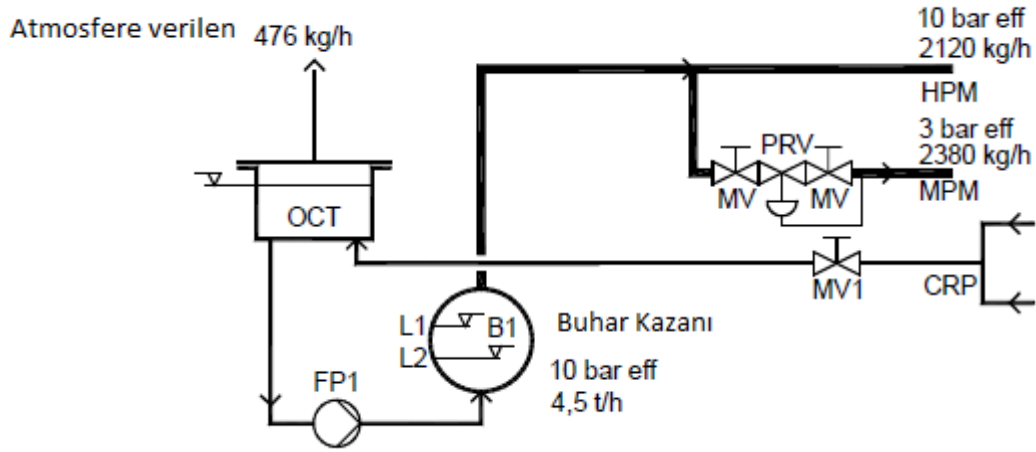 Atmosfere verilen
476 kg/h
10 bar eff
2120 kg/h
HPM
3 bar eff
2380 kg/h
MPM
PRV
MV
MV
OCT
MV1
CRP
L1
B1
L2
Buhar Kazanı
10 bar eff
4,5 t/h
FP1